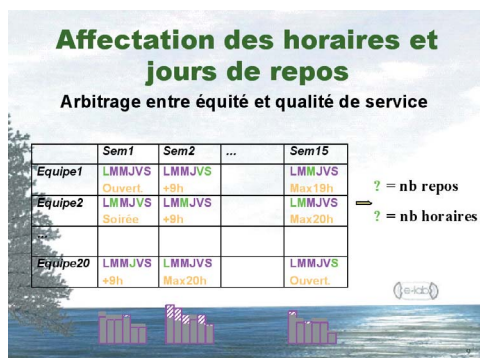 Affectation des horaires et
jours de repos
Arbitrage entre équité et qualité de service
Sem1 Sem2 ... Sem15
Equipe1 LMMJVS LMMJVS LMMJVS
Ouvert. +9h Max19h
Equipe2 LMMJVS LMMJVS LMMJVS
Soirée +9h Max20h
...
Equipe20 LMMJVS LMMJVS LMMJVS
+9h Max20h Ouvert.
? = nb repos
? = nb horaires
e-lab
9